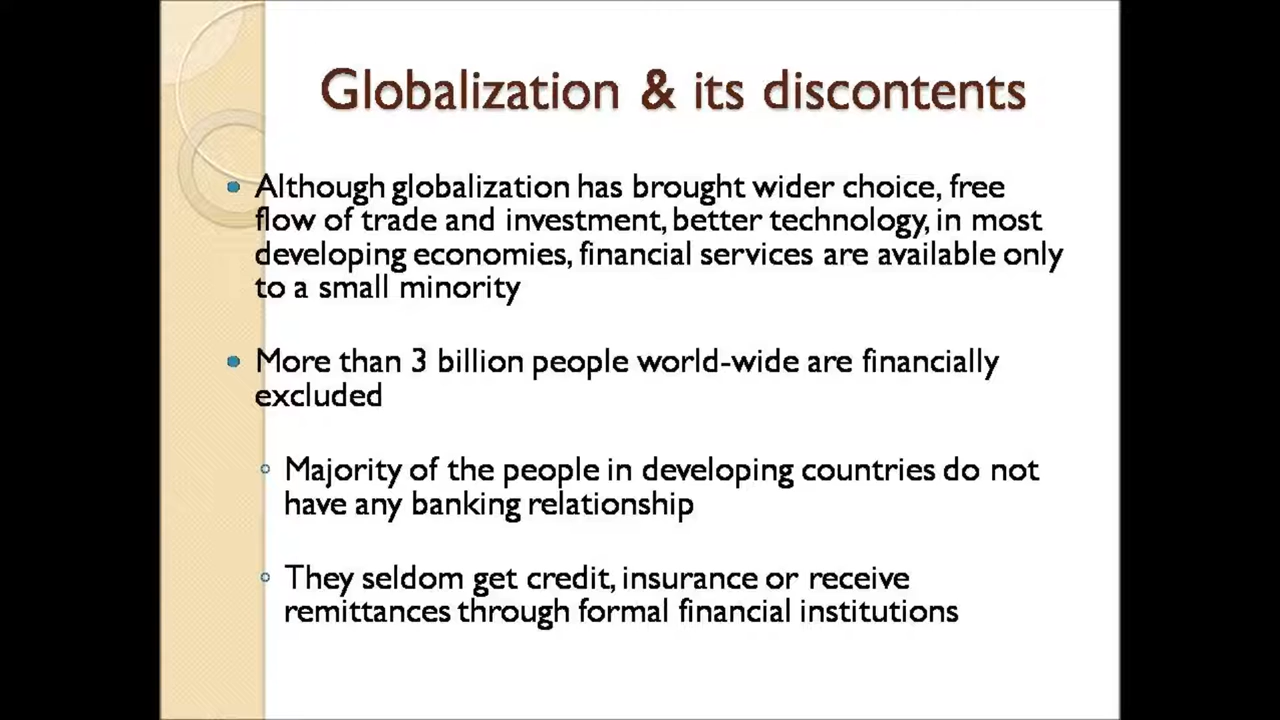 Globalization & its discontents
Although globalization has brought wider choice, free
flow of trade and investment, better technology, in most
developing economies, financial services are available only
to a small minority
More than 3 billion people world-wide are financially
excluded
Majority of the people in developing countries do not
have any banking relationship
They seldom get credit, insurance or receive
remittances through formal financial institutions